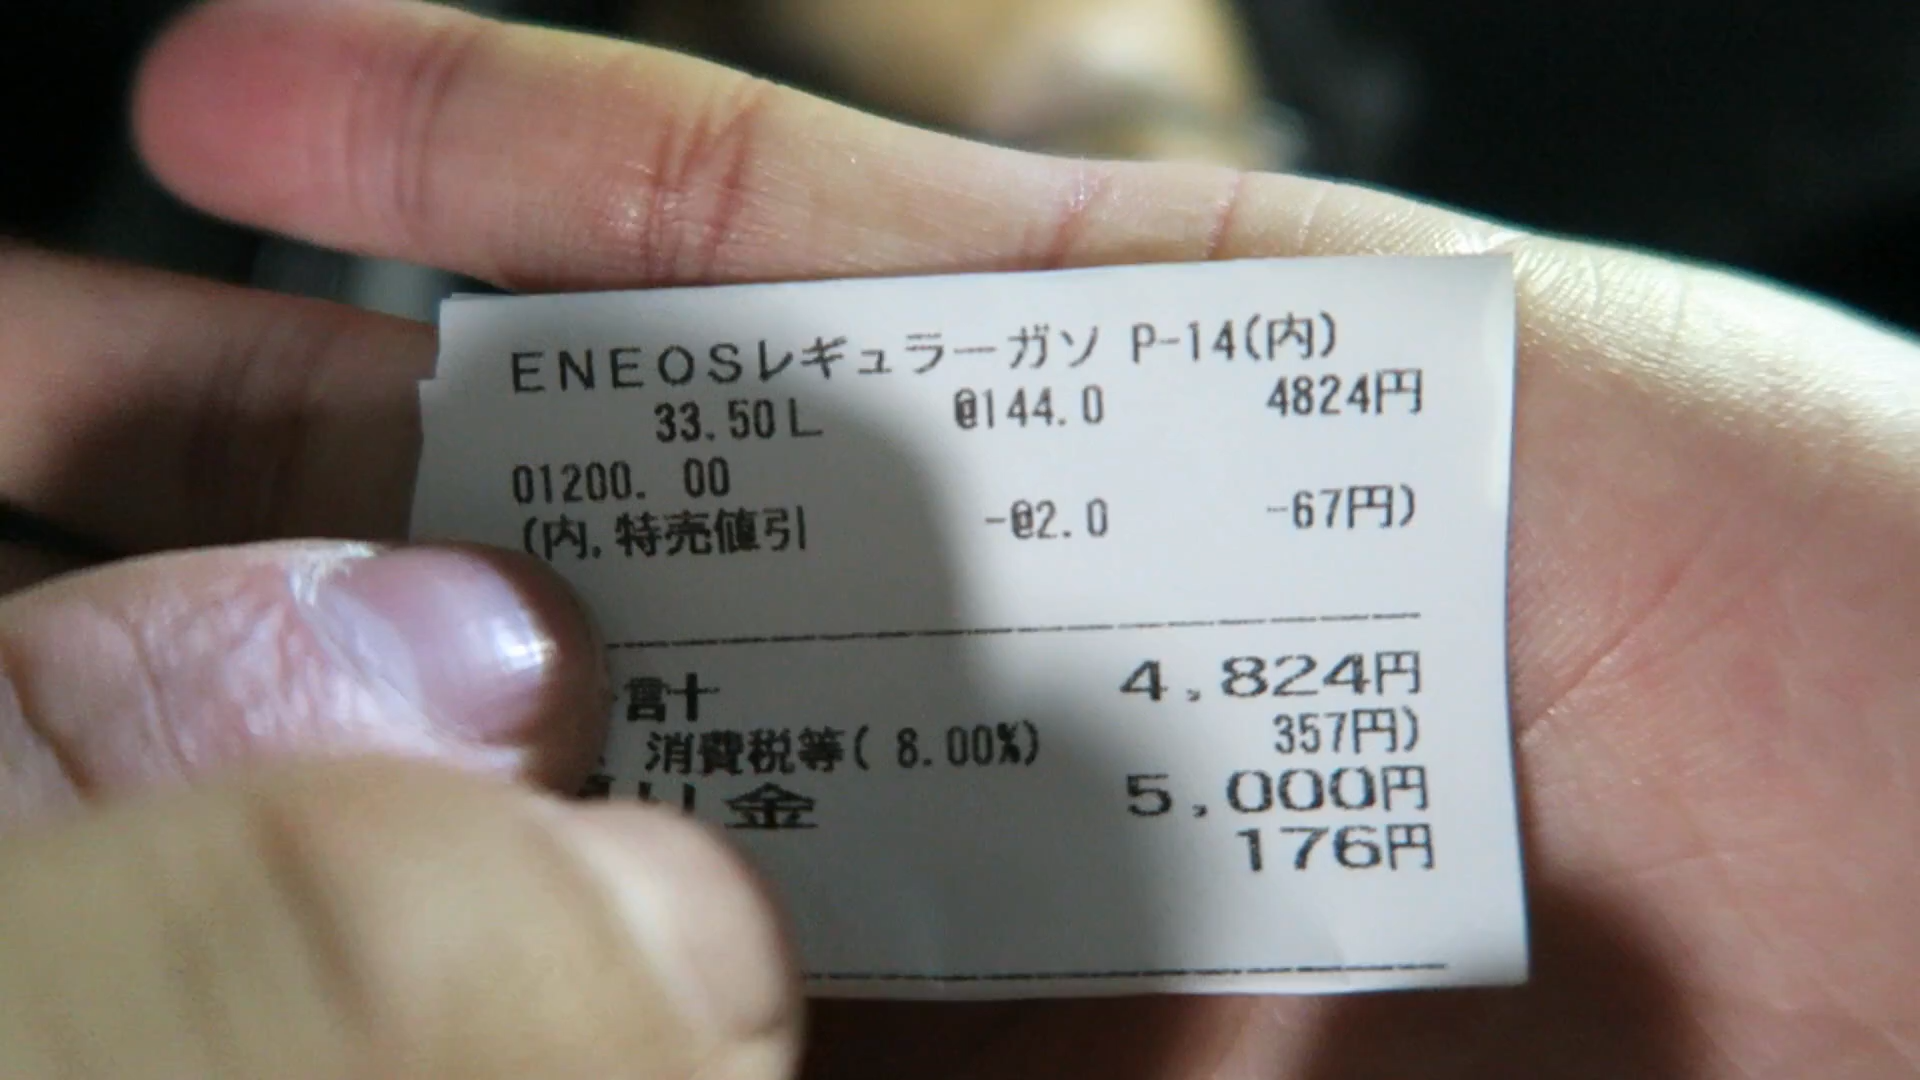 ENEOSレギュラーガソ P-14(内)
33.50L @144.0 4824円
01200. 00
(内,特売値引 -@2.0 -67円)
計 4,824円
消費税等( 8.00%) 357円)
り金 5,000円
176円